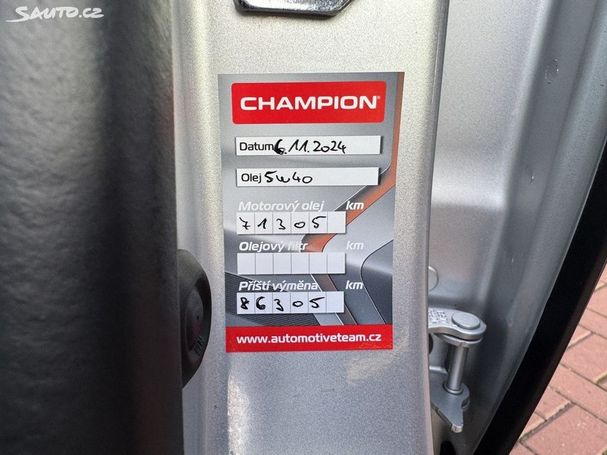 Sauto.cz
CHAMPION
Datum 6.11.2024
Olej 5w40
Motorový olej km
71305
Olejový filtr km
Příští výměna km
86305
www.automotiveteam.cz